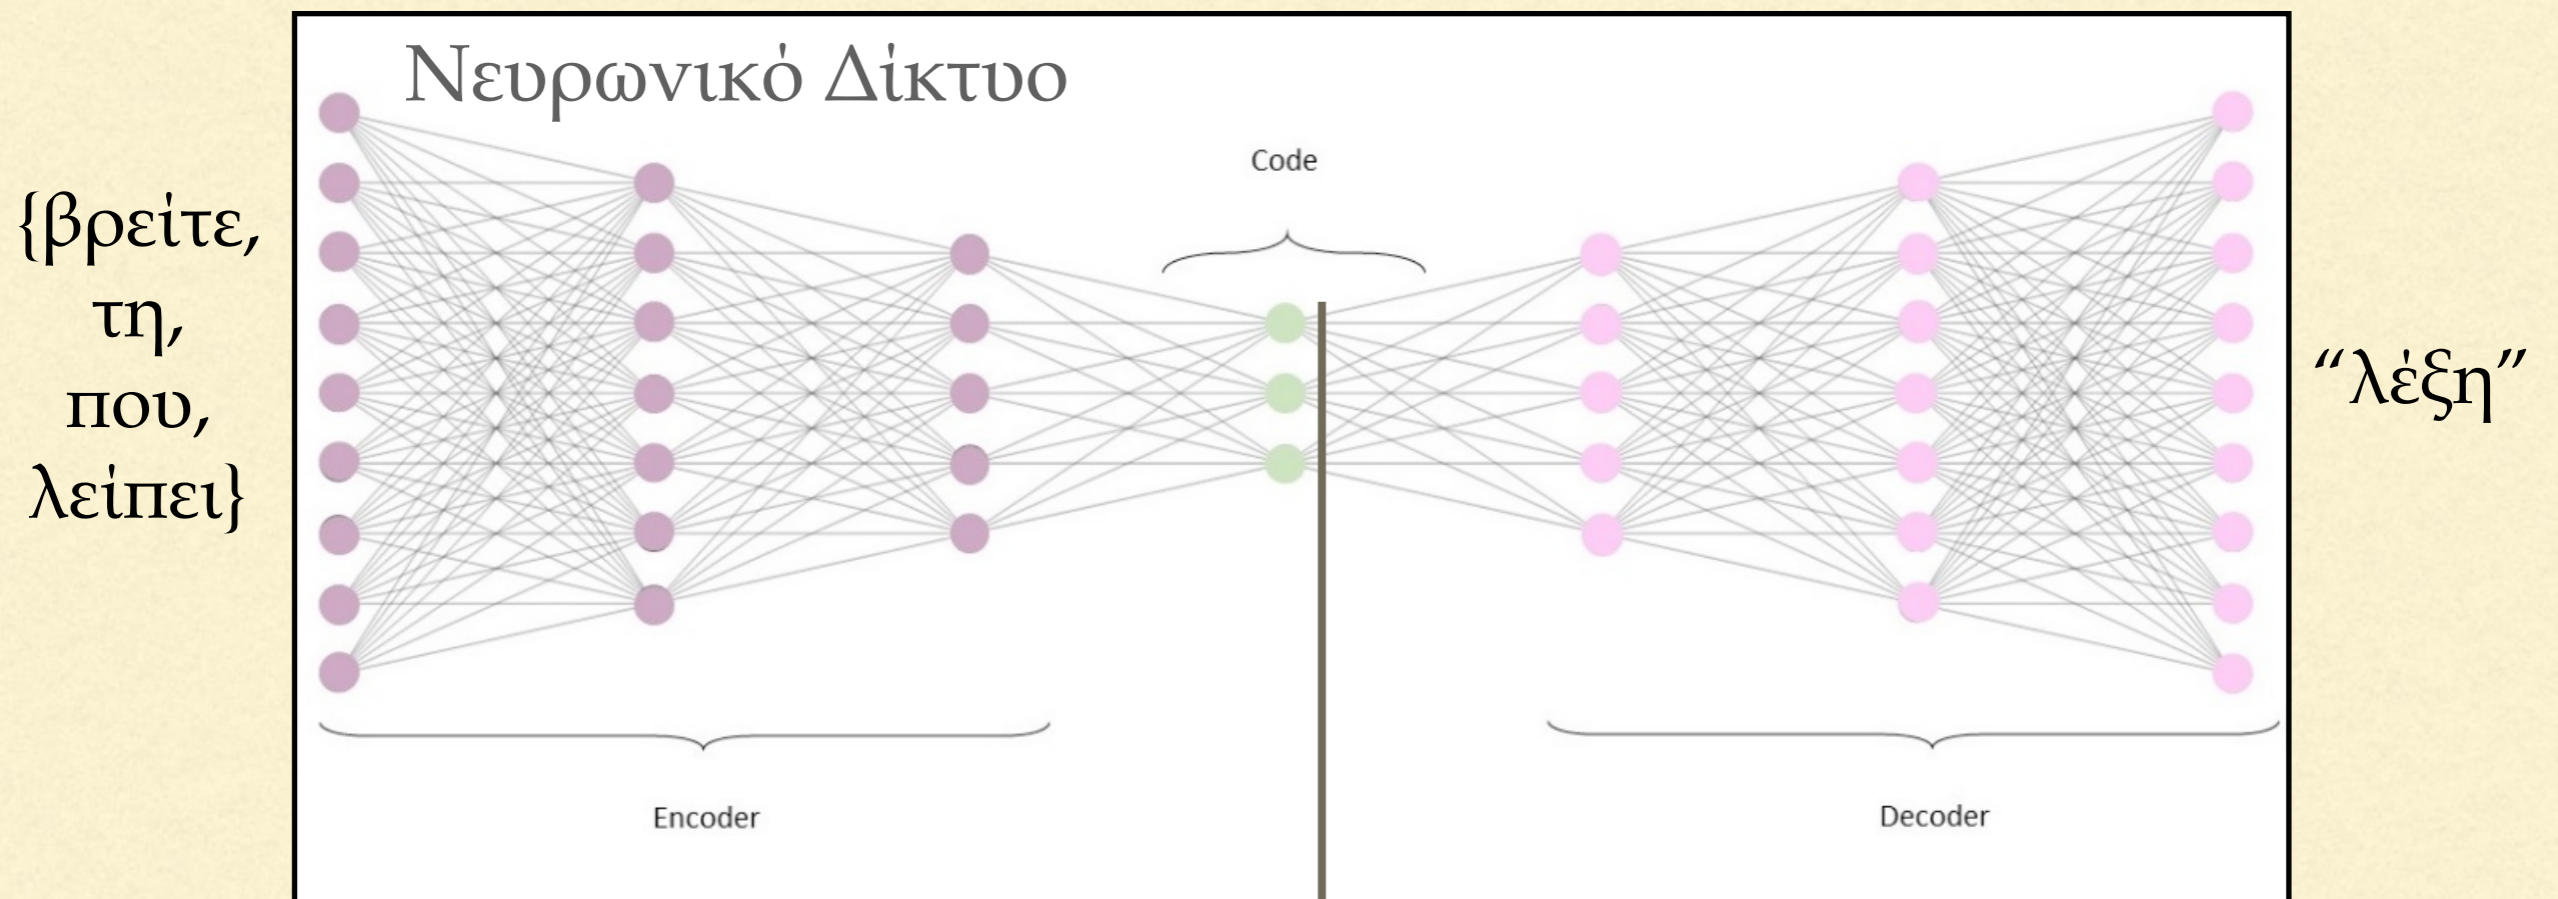 Νευρωνικό Δίκτυο
{βρείτε,
τη,
που,
λείπει}
Code
“λέξη”
Encoder
Decoder